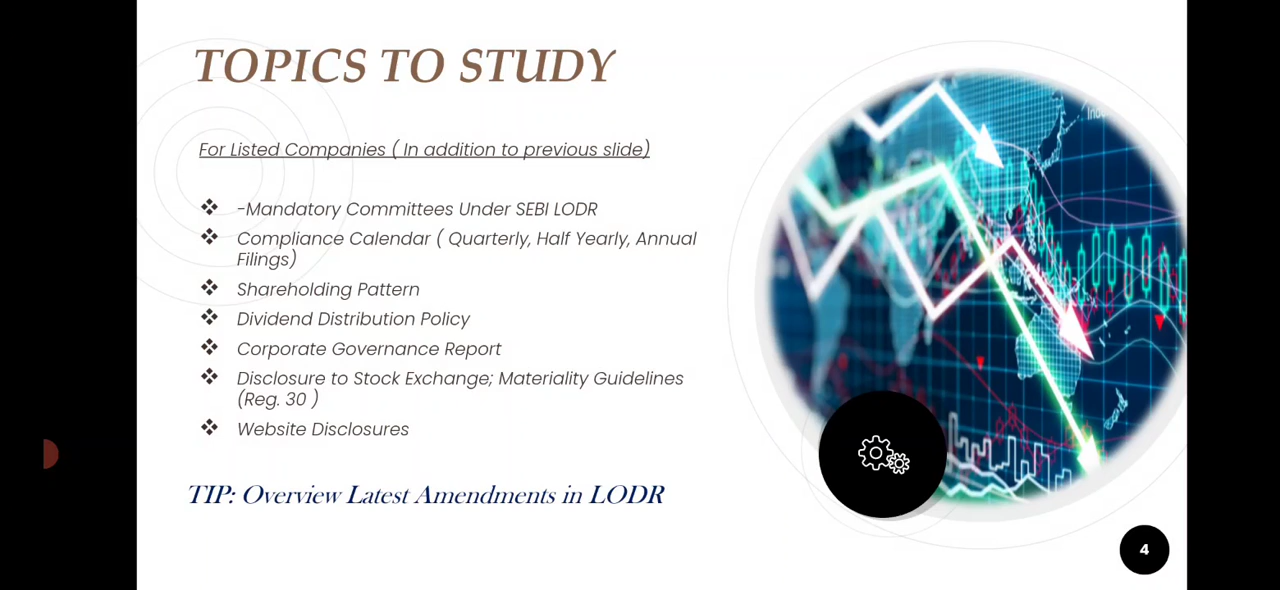 TOPICS TO STUDY
For Listed Companies ( In addition to previous slide)
-Mandatory Committees Under SEBI LODR
Compliance Calendar ( Quarterly, Half Yearly, Annual
Filings)
Shareholding Pattern
Dividend Distribution Policy
Corporate Governance Report
Disclosure to Stock Exchange; Materiality Guidelines
(Reg. 30 )
Website Disclosures
TIP: Overview Latest Amendments in LODR
4